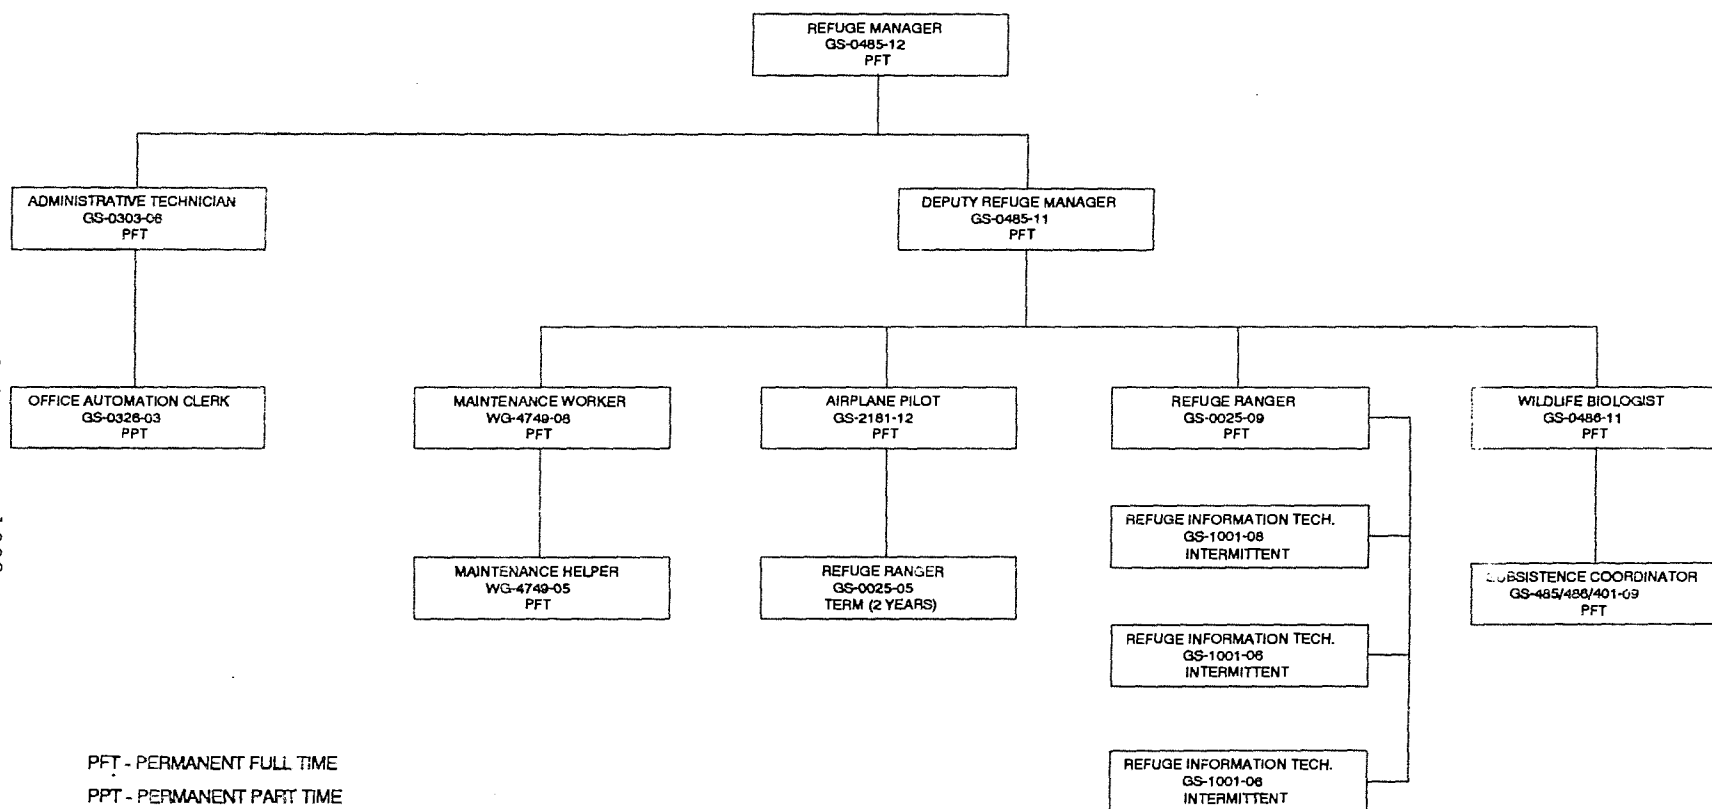 REFUGE MANAGER
GS-0485-12
PFT
ADMINISTRATIVE TECHNICIAN
GS-0303-06
PFT
DEPUTY REFUGE MANAGER
GS-0485-11
PFT
OFFICE AUTOMATION CLERK
GS-0326-03
PPT
MAINTENANCE WORKER
WG-4749-08
PFT
AIRPLANE PILOT
GS-2181-12
PFT
REFUGE RANGER
GS-0025-09
PFT
WILDLIFE BIOLOGIST
GS-0486-11
PFT
REFUGE INFORMATION TECH.
GS-1001-08
INTERMITTENT
MAINTENANCE HELPER
WG-4749-05
PFT
REFUGE RANGER
GS-0025-05
TERM (2 YEARS)
SUBSISTENCE COORDINATOR
GS-485/486/401-09
PFT
REFUGE INFORMATION TECH.
GS-1001-06
INTERMITTENT
REFUGE INFORMATION TECH.
GS-1001-06
INTERMITTENT
PFT - PERMANENT FULL TIME
PPT - PERMANENT PART TIME